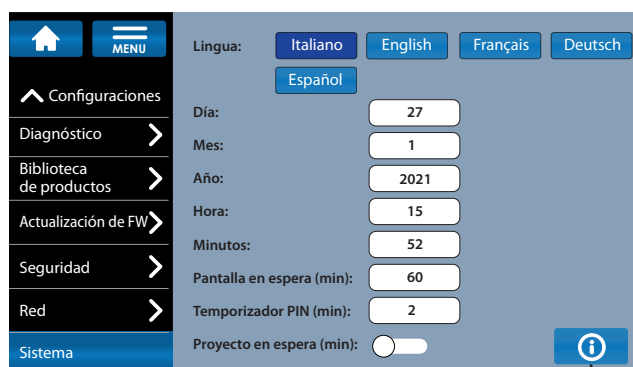 MENU
Configuraciones
Diagnóstico
Biblioteca
de productos
Actualización de FW
Seguridad
Red
Sistema
Lingua: Italiano English Français Deutsch
Español
Día: 27
Mes: 1
Año: 2021
Hora: 15
Minutos: 52
Pantalla en espera (min): 60
Temporizador PIN (min): 2
Proyecto en espera (min):